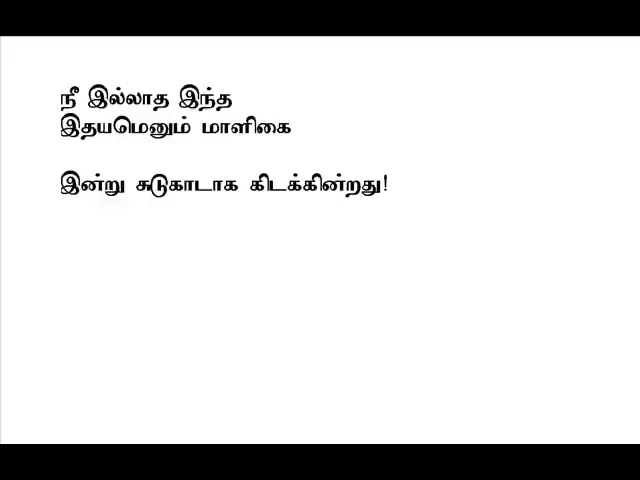 நீ இல்லாத இந்த
இதயமெனும் மாளிகை
இன்று சுடுகாடாக கிடக்கின்றது!